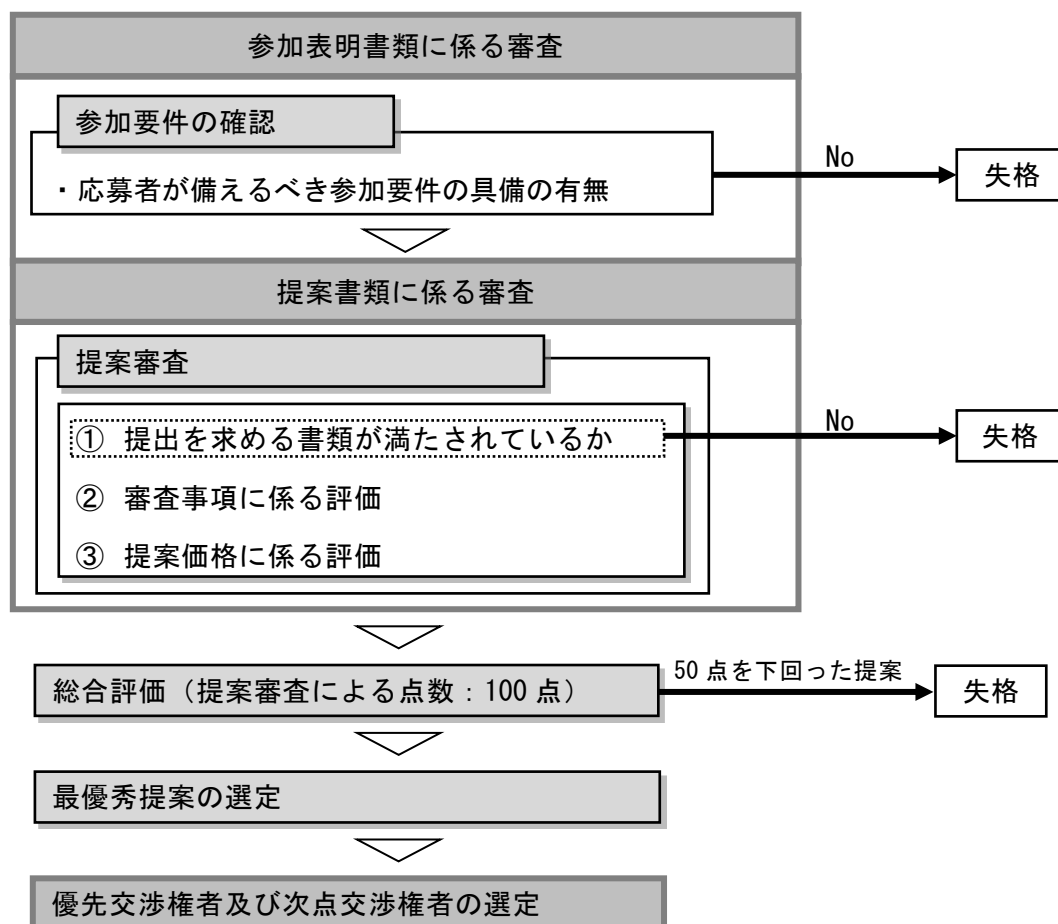 参加表明書類に係る審査
参加要件の確認
・応募者が備えるべき参加要件の具備の有無
No
失格
提案書類に係る審査
提案審査
① 提出を求める書類が満たされているか
No
失格
② 審査事項に係る評価
③ 提案価格に係る評価
総合評価（提案審査による点数：100 点）
50 点を下回った提案
失格
最優秀提案の選定
優先交渉権者及び次点交渉権者の選定